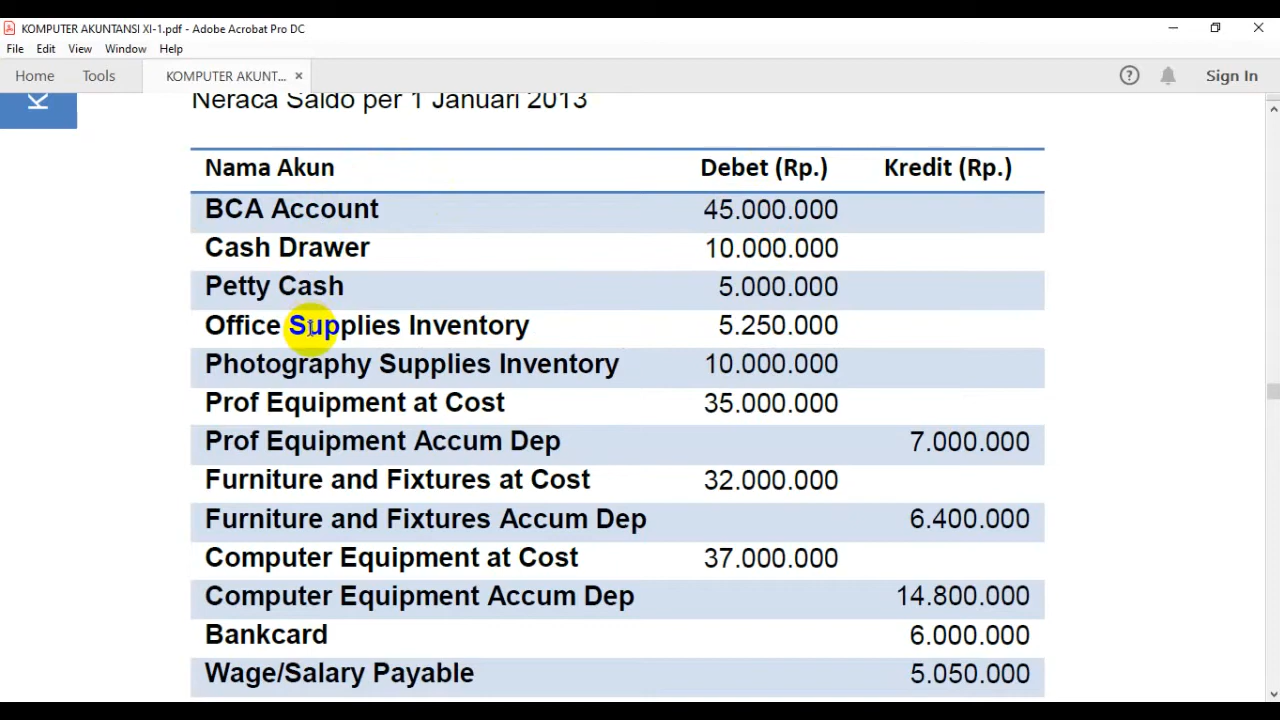 KOMPUTER AKUNTANSI XI-1.pdf - Adobe Acrobat Pro DC
File Edit View Window Help
Home Tools KOMPUTER AKUNT... × Sign In
K
Neraca Saldo per 1 Januari 2013
Nama Akun Debet (Rp.) Kredit (Rp.)
BCA Account 45.000.000
Cash Drawer 10.000.000
Petty Cash 5.000.000
Office Supplies Inventory 5.250.000
Photography Supplies Inventory 10.000.000
Prof Equipment at Cost 35.000.000
Prof Equipment Accum Dep 7.000.000
Furniture and Fixtures at Cost 32.000.000
Furniture and Fixtures Accum Dep 6.400.000
Computer Equipment at Cost 37.000.000
Computer Equipment Accum Dep 14.800.000
Bankcard 6.000.000
Wage/Salary Payable 5.050.000